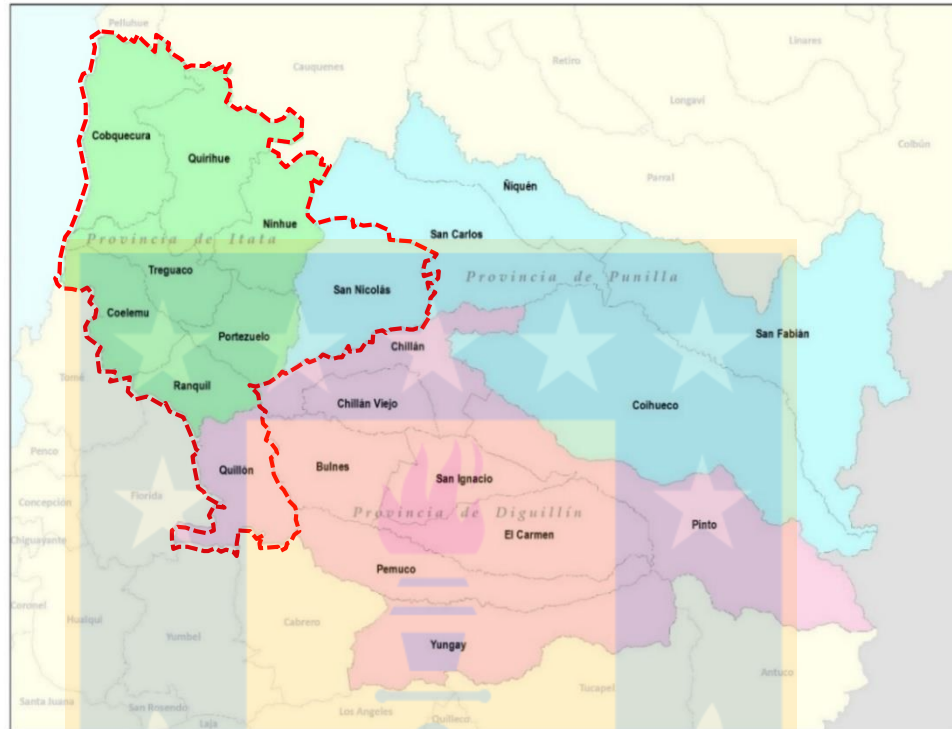 Pelluhue
Linares
Cauquenes
Retiro
Longaví
Cobquecura
Colbún
Quirihue
Parral
Ñiquén
Ninhue
San Carlos
Provincia de Itata
Treguaco
Provincia de Punilla
San Nicolás
Coelemu
Portezuelo
San Fabián
Chillán
Tomé
Ranquil
Chillán Viejo
Coihueco
Penco
Quillón
Bulnes
San Ignacio
Florida
Concepción
Provincia de Diguillín
Pinto
El Carmen
Chiguayante
Pemuco
Coronel
Hualqui
Cabrero
Yumbel
Yungay
Antuco
Tucapel
Santa Juana
San Rosendo
Los Angeles
Quilleco
Laja